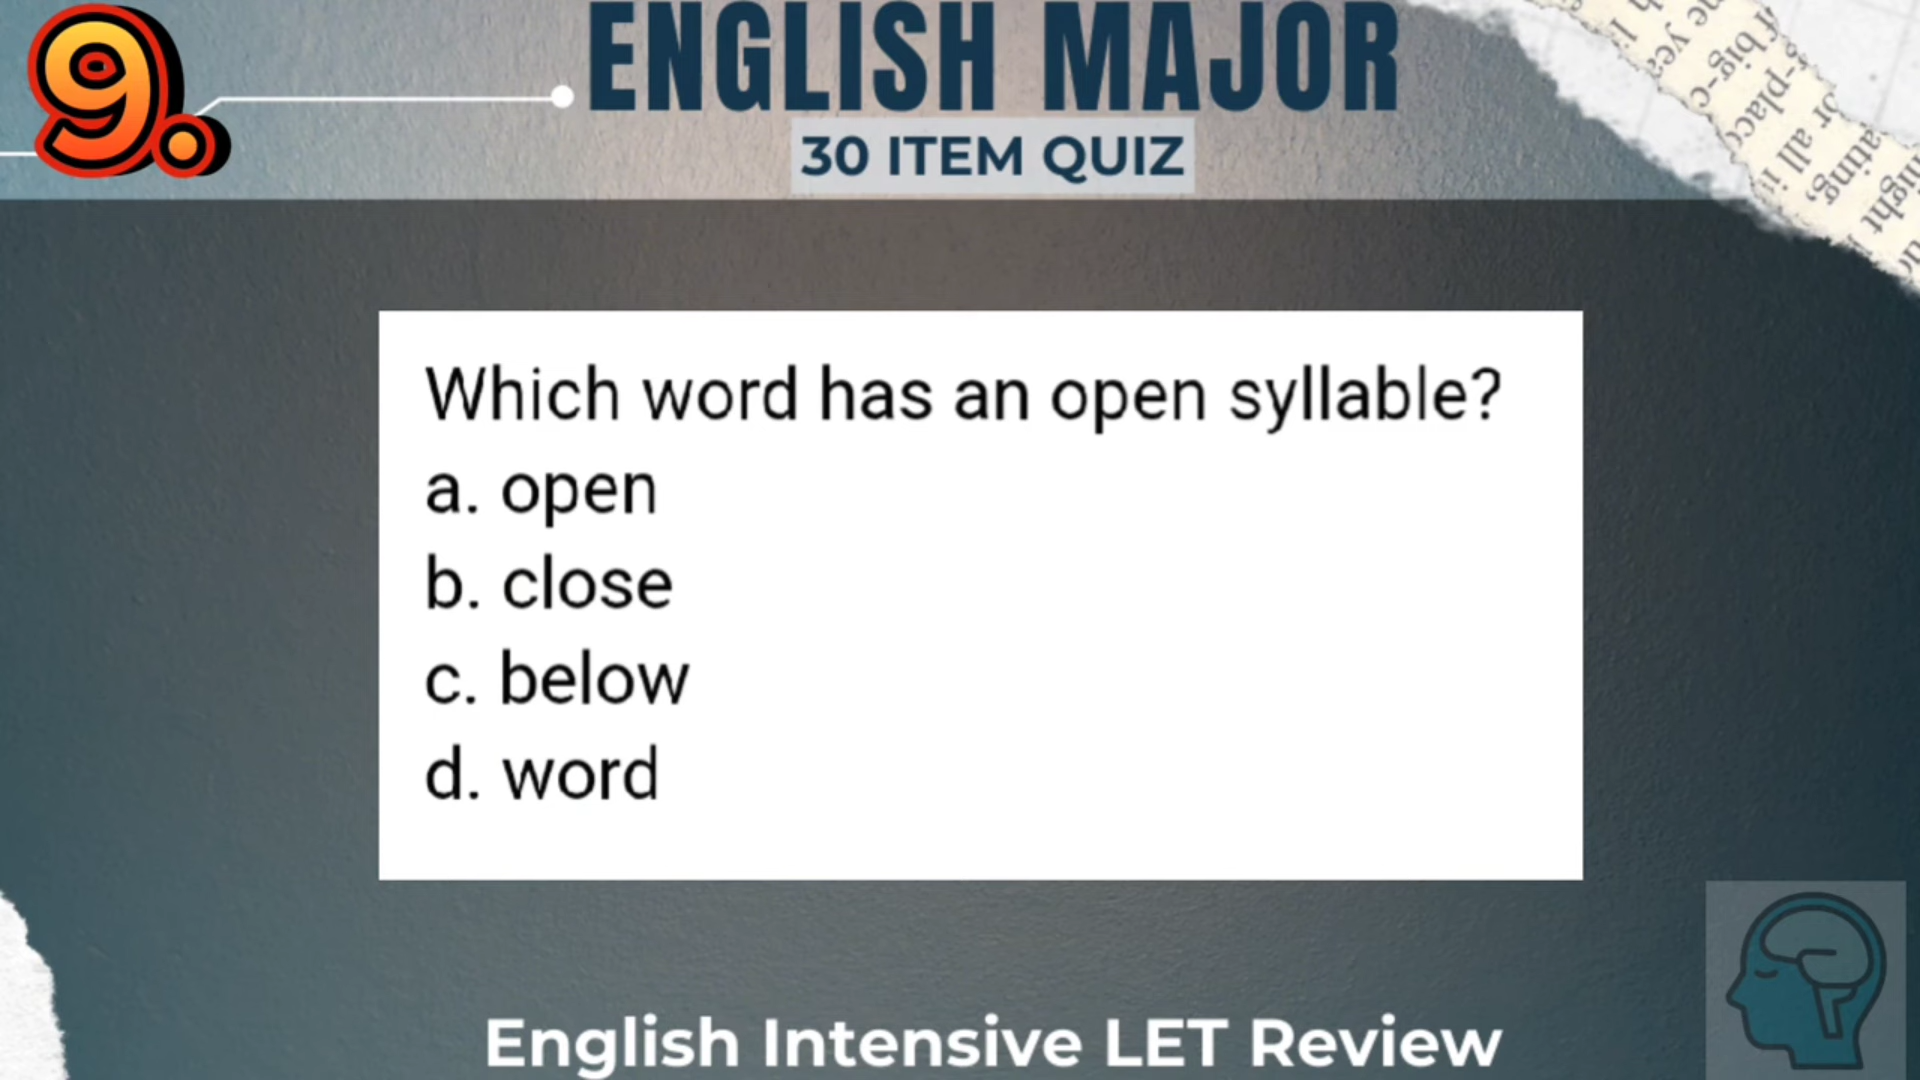 9.
ENGLISH MAJOR
30 ITEM QUIZ
Which word has an open syllable?
a. open
b. close
c. below
d. word
English Intensive LET Review